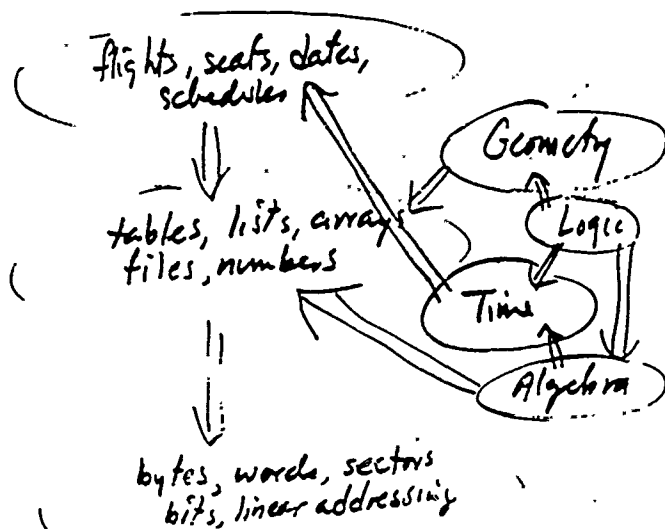 flights, seats, dates,
schedules
Geometry
tables, lists, arrays
files, numbers
Logic
Time
Algebra
bytes, words, sectors
bits, linear addressing